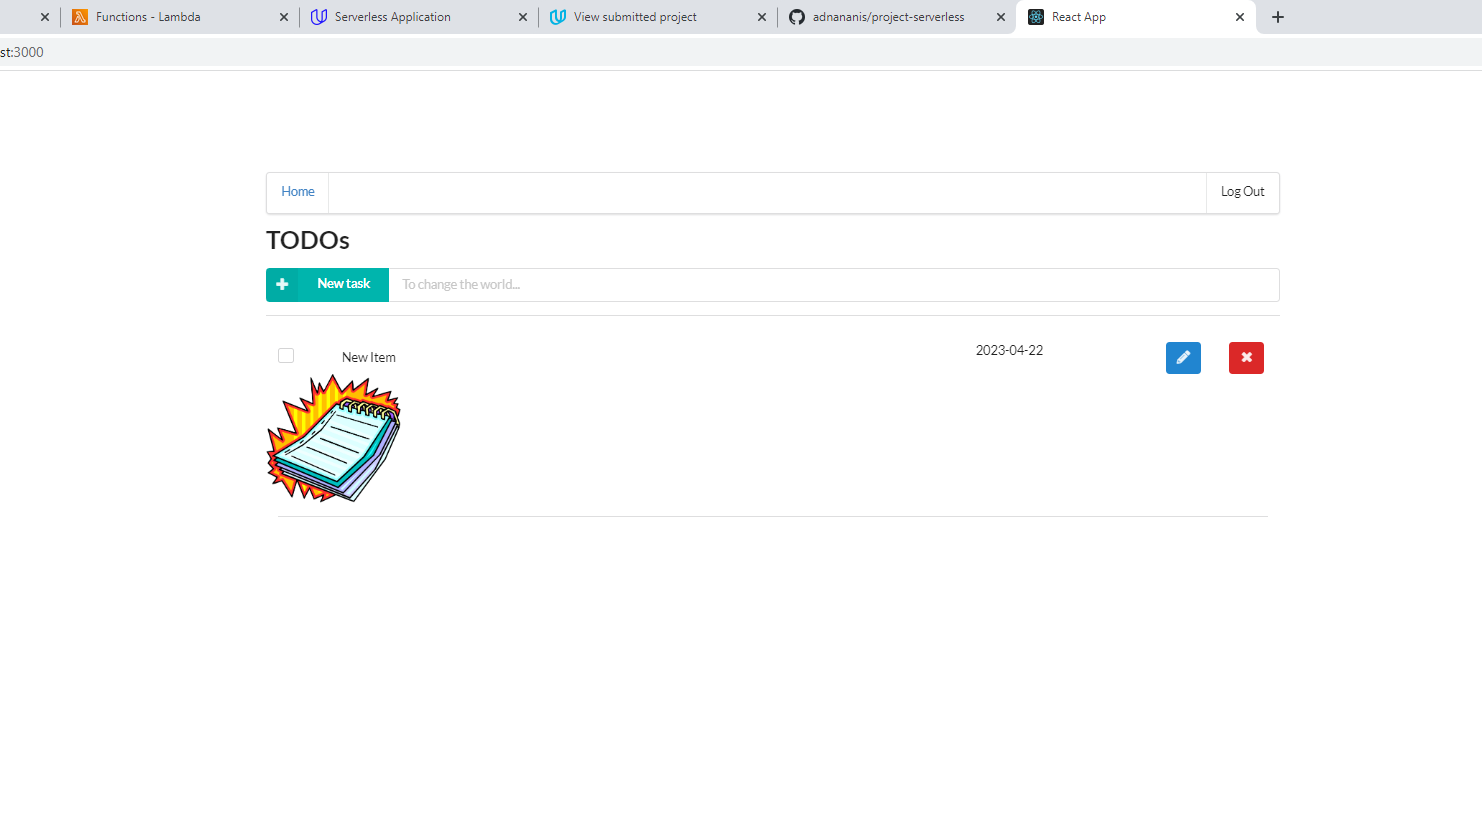 Functions - Lambda
Serverless Application
View submitted project
adnananis/project-serverless
React App
st:3000
Home
Log Out
TODOs
New task
To change the world...
New Item
2023-04-22